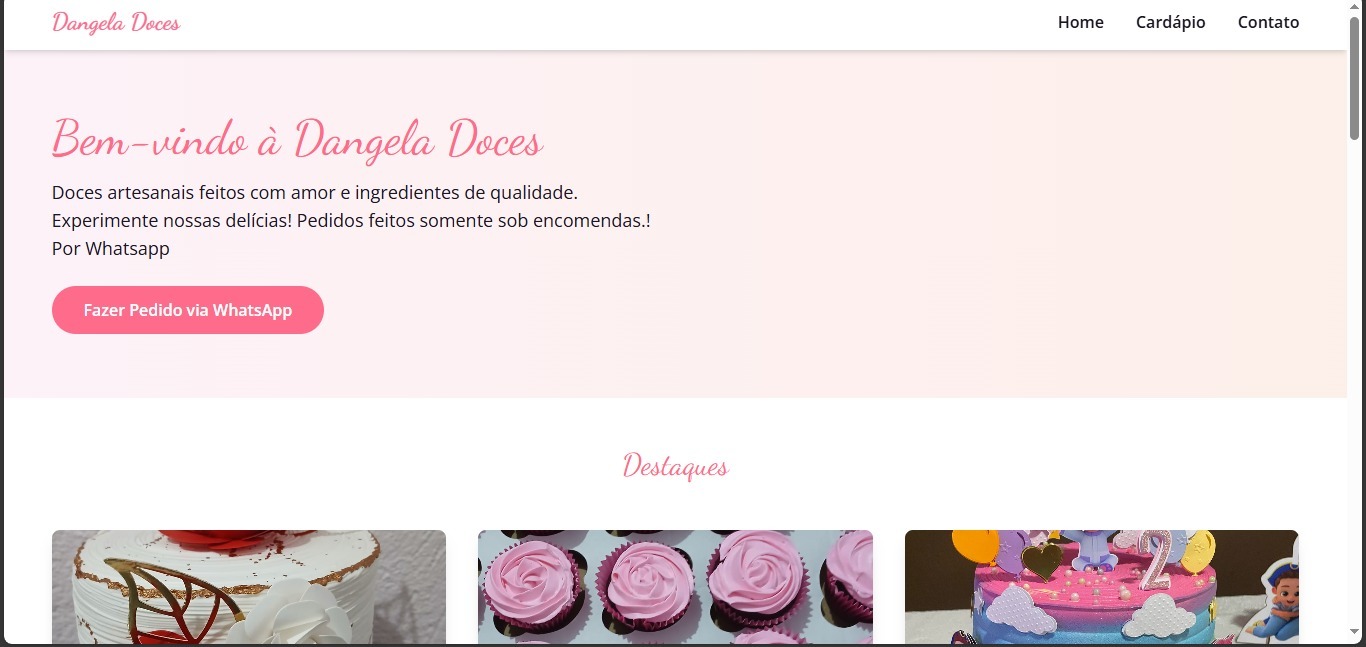 Dangela Doces
Home Cardápio Contato
Bem-vindo à Dangela Doces
Doces artesanais feitos com amor e ingredientes de qualidade.
Experimente nossas delícias! Pedidos feitos somente sob encomendas.!
Por Whatsapp
Fazer Pedido via WhatsApp
Destaques
2